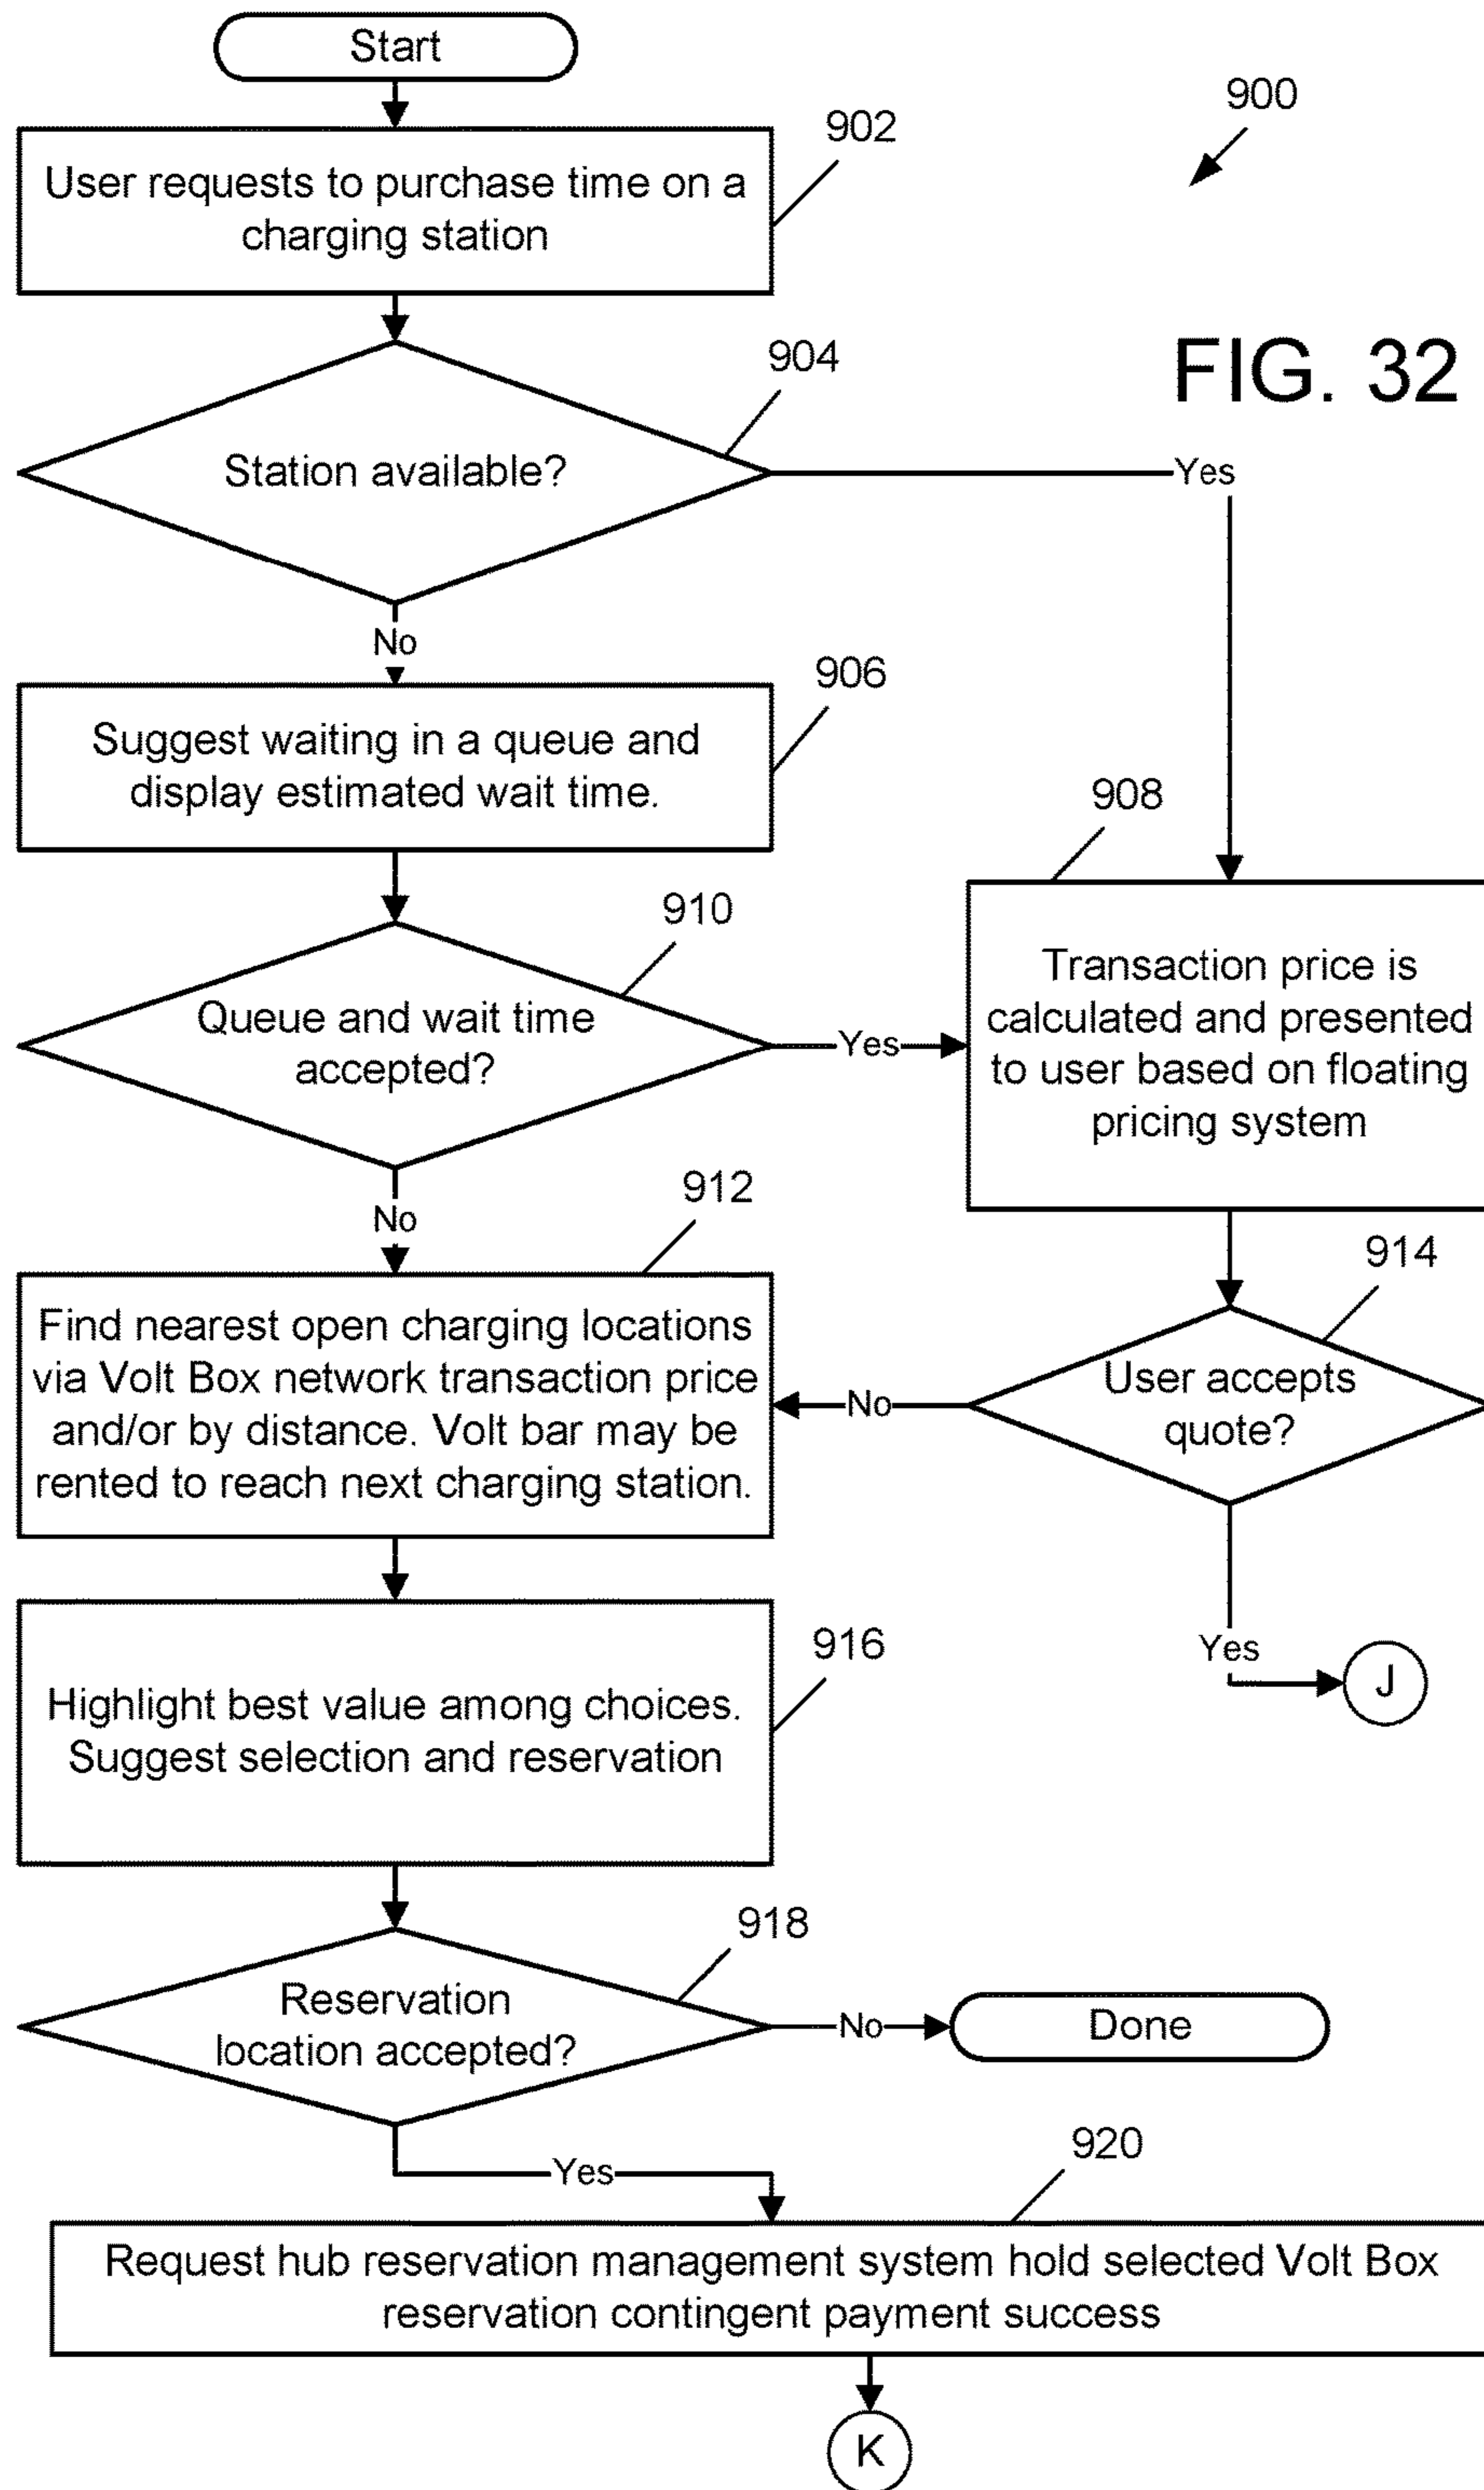 Start
900
902
User requests to purchase time on a
charging station
904
FIG. 32
Station available?
Yes
No
906
Suggest waiting in a queue and
display estimated wait time.
908
910
Transaction price is
calculated and presented
to user based on floating
pricing system
Queue and wait time
accepted?
Yes
No
912
914
Find nearest open charging locations
via Volt Box network transaction price
and/or by distance. Volt bar may be
rented to reach next charging station.
User accepts
quote?
No
Yes
J
916
Highlight best value among choices.
Suggest selection and reservation
918
Reservation
location accepted?
No
Done
Yes
920
Request hub reservation management system hold selected Volt Box
reservation contingent payment success
K